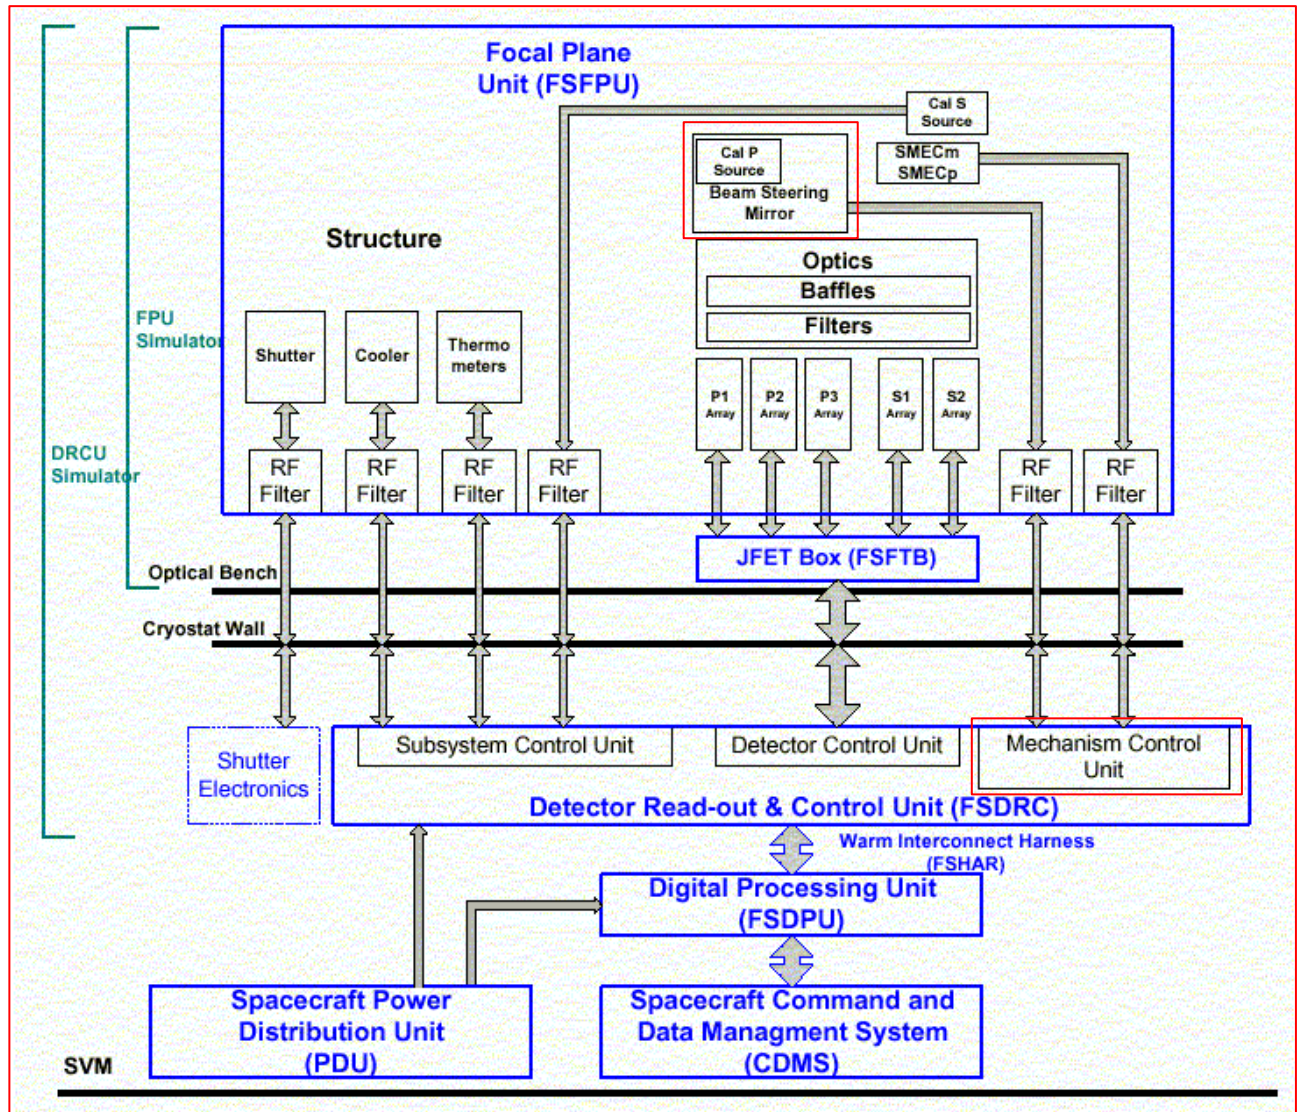 Focal Plane
Unit (FSFPU)
Cal S
Source
Cal P
Source
Beam Steering
Mirror
SMECm
SMECp
Structure
Optics
Baffles
Filters
FPU
Simulator
Shutter
Cooler
Thermo
meters
P1
Array
P2
Array
P3
Array
S1
Array
S2
Array
DRCU
Simulator
RF
Filter
RF
Filter
RF
Filter
RF
Filter
RF
Filter
RF
Filter
JFET Box (FSFTB)
Optical Bench
Cryostat Wall
Shutter
Electronics
Subsystem Control Unit
Detector Control Unit
Mechanism Control
Unit
Detector Read-out & Control Unit (FSDRC)
Warm Interconnect Harness
(FSHAR)
Digital Processing Unit
(FSDPU)
Spacecraft Power
Distribution Unit
(PDU)
Spacecraft Command and
Data Managment System
(CDMS)
SVM